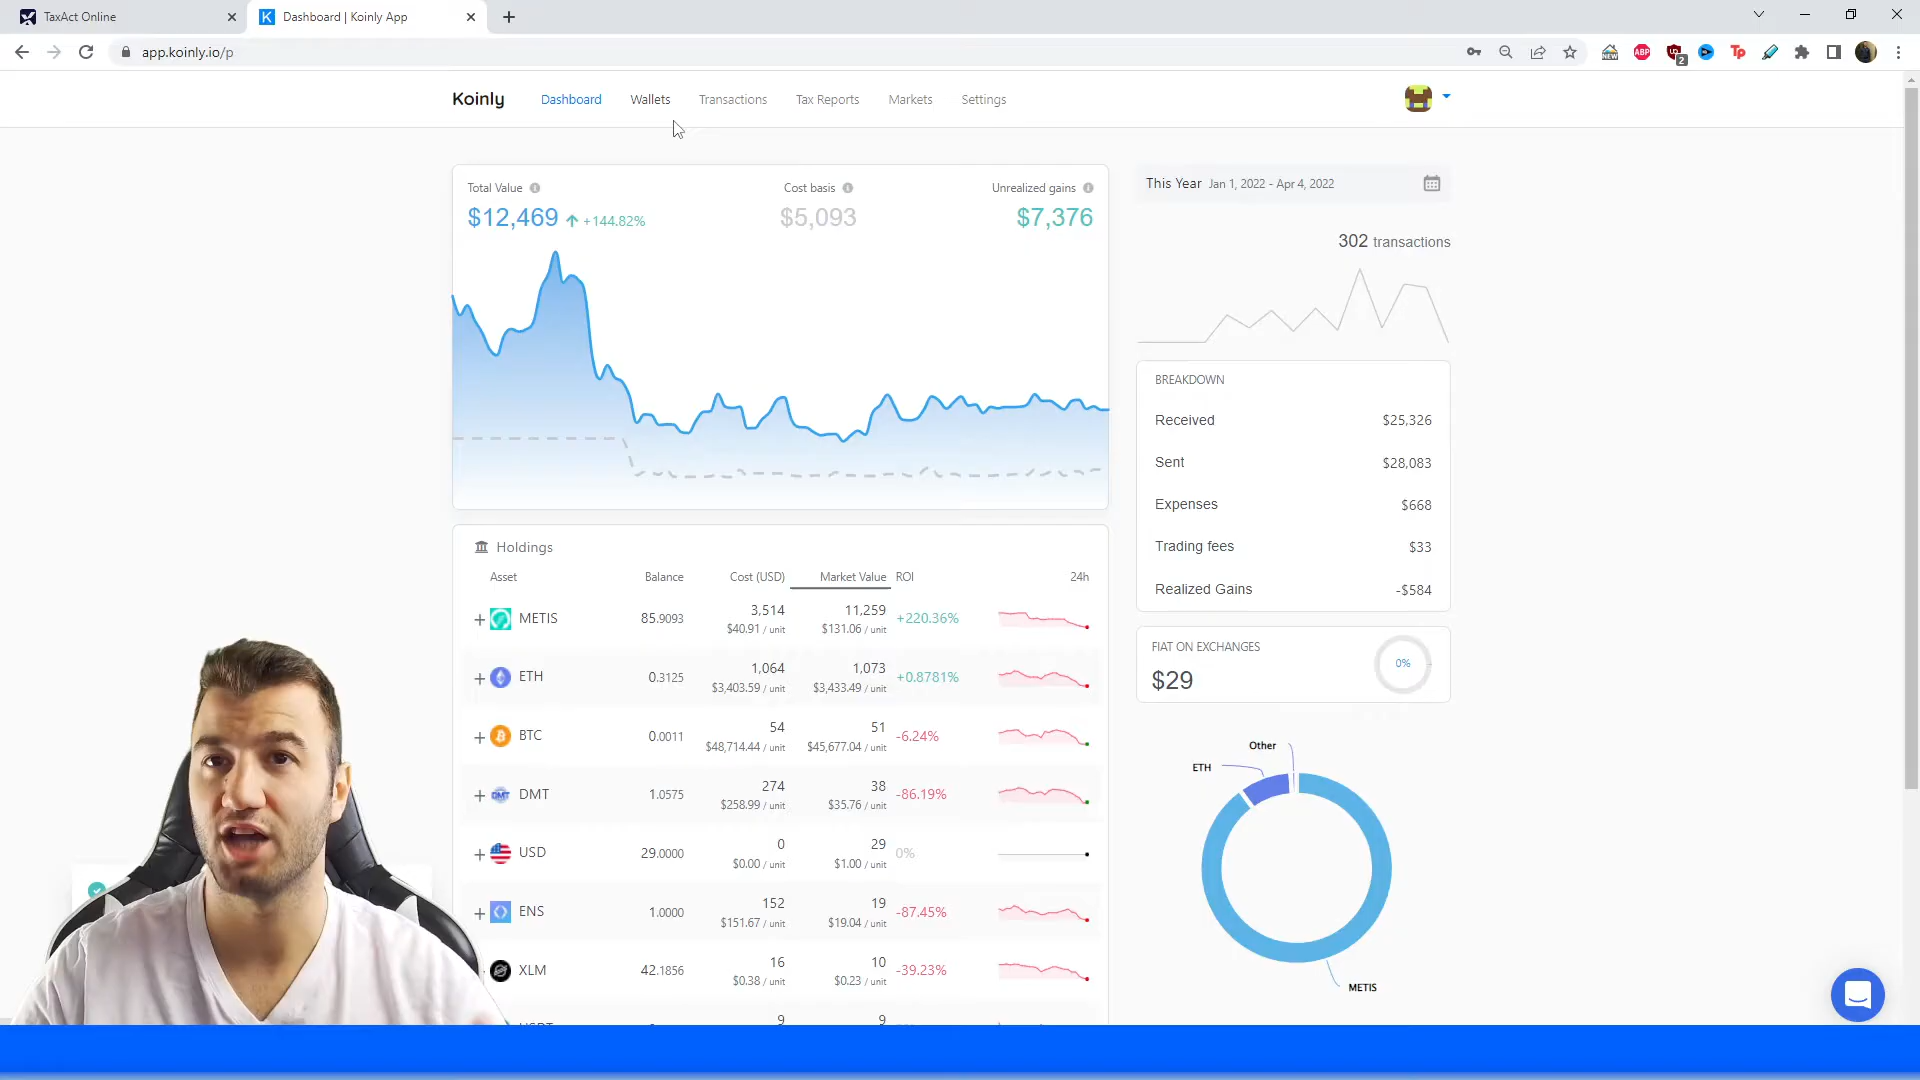 TaxAct Online
Dashboard | Koinly App
app.koinly.io/p
NEW
ABP
2
Tp
Koinly
Dashboard
Wallets
Transactions
Tax Reports
Markets
Settings
Total Value
$12,469
+144.82%
Cost basis
$5,093
Unrealized gains
$7,376
This Year Jan 1, 2022 - Apr 4, 2022
302 transactions
BREAKDOWN
Received $25,326
Sent $28,083
Expenses $668
Trading fees $33
Realized Gains -$584
FIAT ON EXCHANGES
$29
0%
Other
ETH
METIS
Holdings
Asset Balance Cost (USD) Market Value ROI 24h
METIS 85.9093 3,514 11,259 +220.36%
$40.91 / unit $131.06 / unit
ETH 0.3125 1,064 1,073 +0.8781%
$3,403.59 / unit $3,433.49 / unit
BTC 0.0011 54 51 -6.24%
$48,714.44 / unit $45,677.04 / unit
DMT DMT 1.0575 274 38 -86.19%
$258.99 / unit $35.76 / unit
USD 29.0000 0 29 0%
$0.00 / unit $1.00 / unit
ENS 1.0000 152 19 -87.45%
$151.67 / unit $19.04 / unit
XLM 42.1856 16 10 -39.23%
$0.38 / unit $0.23 / unit
9 9